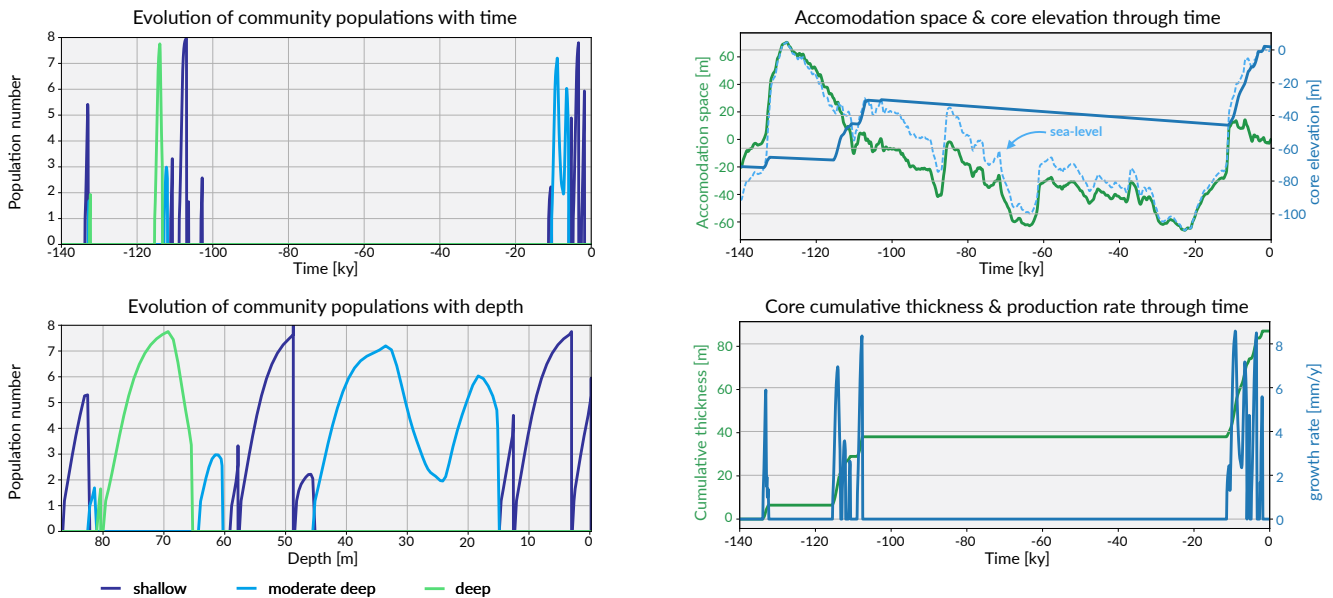 Evolution of community populations with time
Population number
8
7
6
5
4
3
2
1
0
-140 -120 -100 -80 -60 -40 -20 0
Time [ky]
Accomodation space & core elevation through time
Accomodation space [m]
60
40
20
0
-20
-40
-60
sea-level
0
-20
-40
-60
-80
-100
core elevation [m]
-140 -120 -100 -80 -60 -40 -20 0
Time [ky]
Evolution of community populations with depth
Population number
8
7
6
5
4
3
2
1
0
80 70 60 50 40 30 20 10 0
Depth [m]
shallow moderate deep deep
Core cumulative thickness & production rate through time
Cumulative thickness [m]
80
60
40
20
0
8
6
4
2
0
growth rate [mm/y]
-140 -120 -100 -80 -60 -40 -20 0
Time [ky]